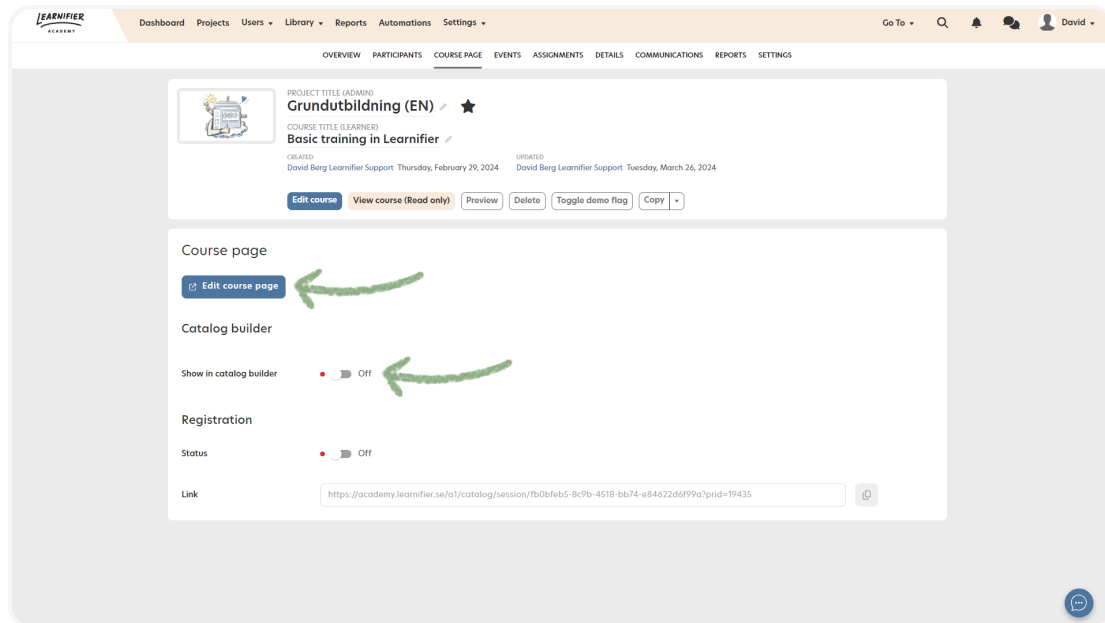 LEARNIFIER
ACADEMY
Dashboard Projects Users Library Reports Automations Settings Go To David
OVERVIEW PARTICIPANTS COURSE PAGE EVENTS ASSIGNMENTS DETAILS COMMUNICATIONS REPORTS SETTINGS
PROJECT TITLE (ADMIN)
Grundutbildning (EN)
COURSE TITLE (LEARNER)
Basic training in Learnifier
CREATED UPDATED
David Berg Learnifier Support Thursday, February 29, 2024 David Berg Learnifier Support Tuesday, March 26, 2024
Edit course View course (Read only) Preview Delete Toggle demo flag Copy
Course page
Edit course page
Catalog builder
Show in catalog builder Off
Registration
Status Off
Link https://academy.learnifier.se/a1/catalog/session/fb0bfeb5-8c9b-4518-bb74-e84622d6f99a?prid=19435